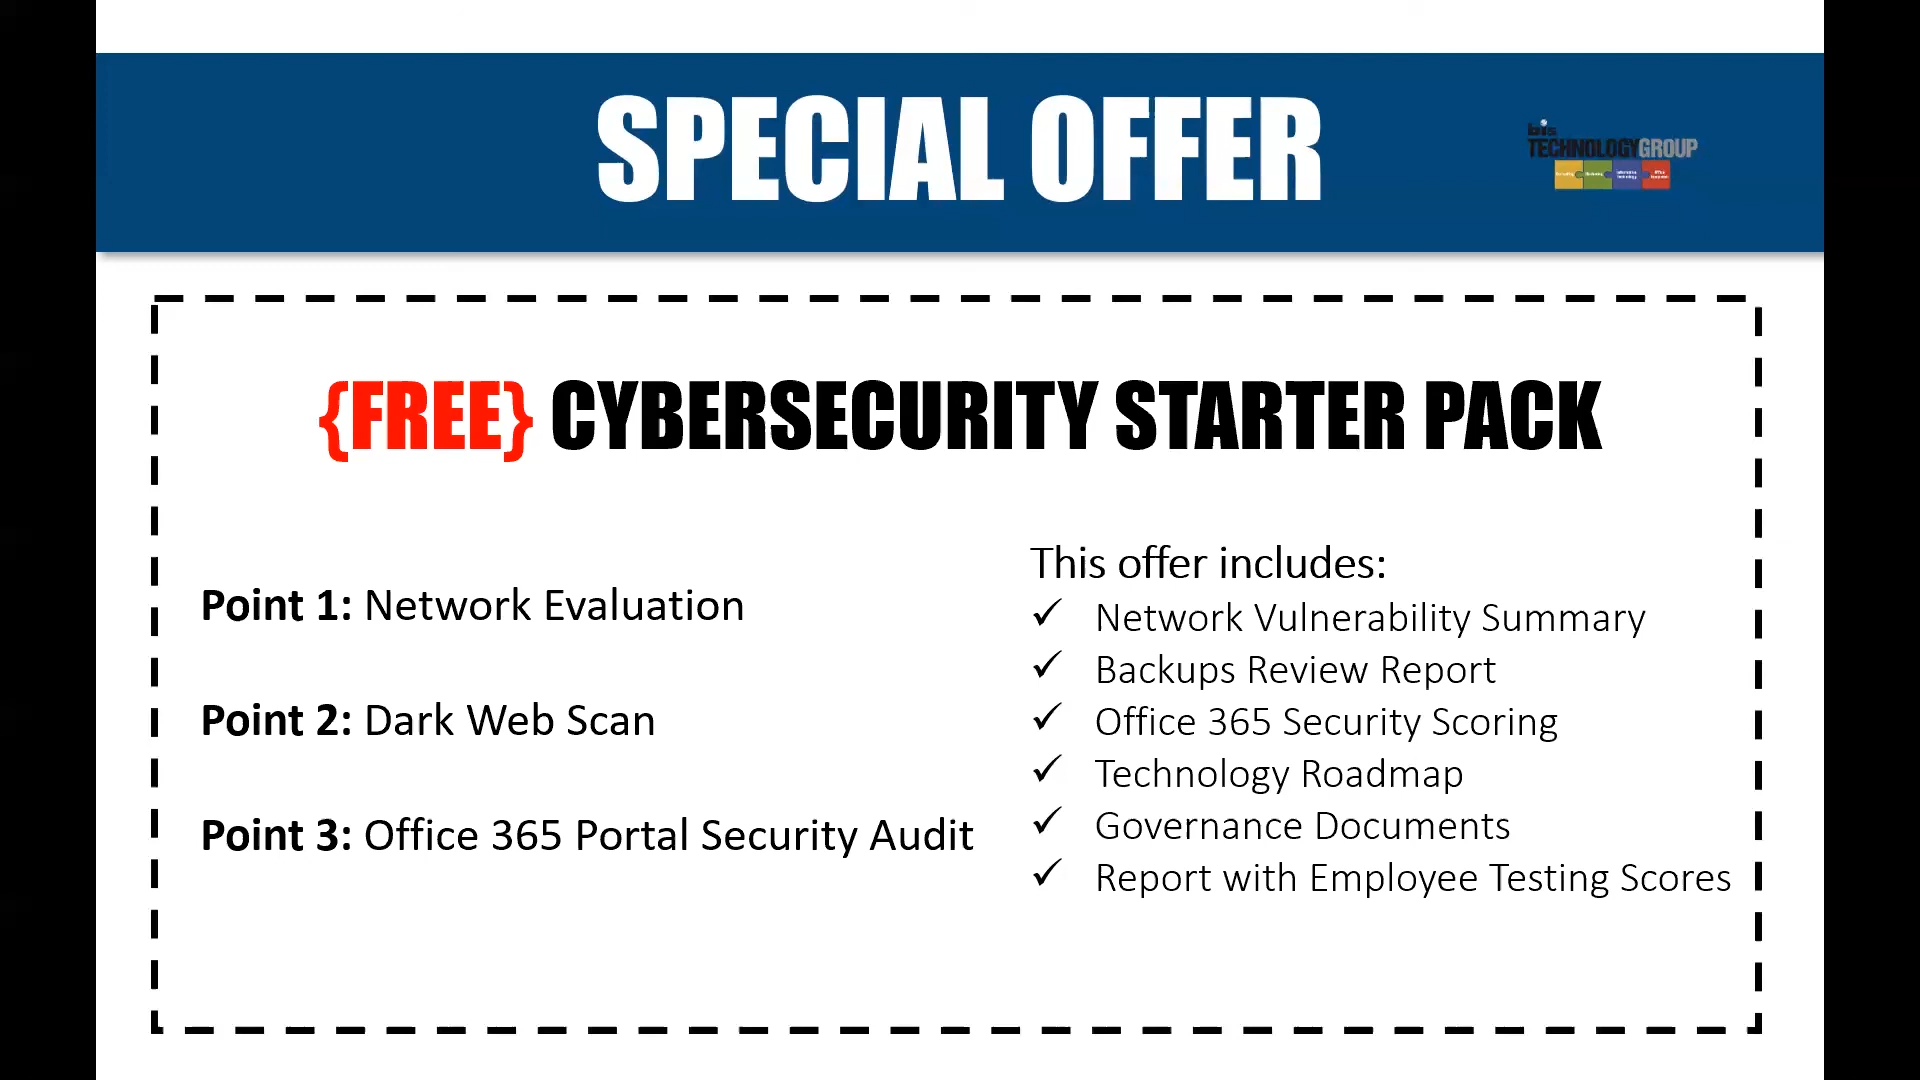 SPECIAL OFFER
bis
TECHNOLOGYGROUP
{FREE} CYBERSECURITY STARTER PACK
Point 1: Network Evaluation
Point 2: Dark Web Scan
Point 3: Office 365 Portal Security Audit
This offer includes:
✓ Network Vulnerability Summary
✓ Backups Review Report
✓ Office 365 Security Scoring
✓ Technology Roadmap
✓ Governance Documents
✓ Report with Employee Testing Scores